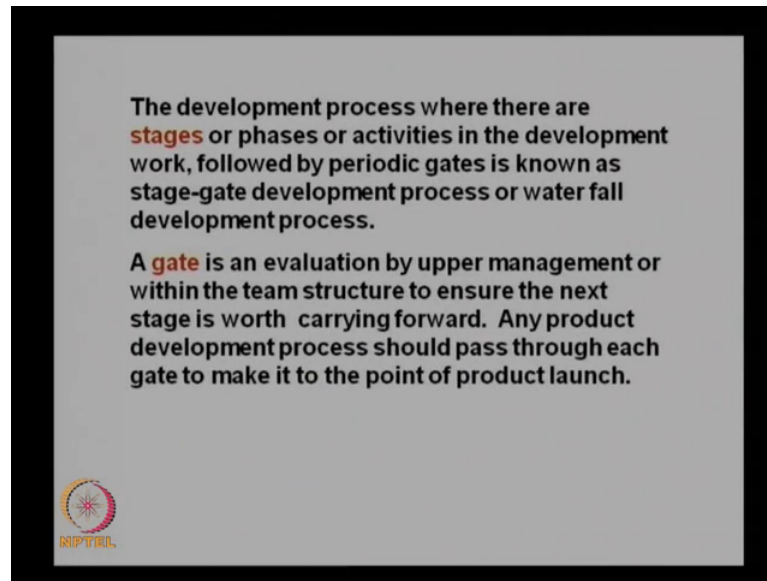 The development process where there are
stages or phases or activities in the development
work, followed by periodic gates is known as
stage-gate development process or water fall
development process.
A gate is an evaluation by upper management or
within the team structure to ensure the next
stage is worth carrying forward. Any product
development process should pass through each
gate to make it to the point of product launch.
NPTEL